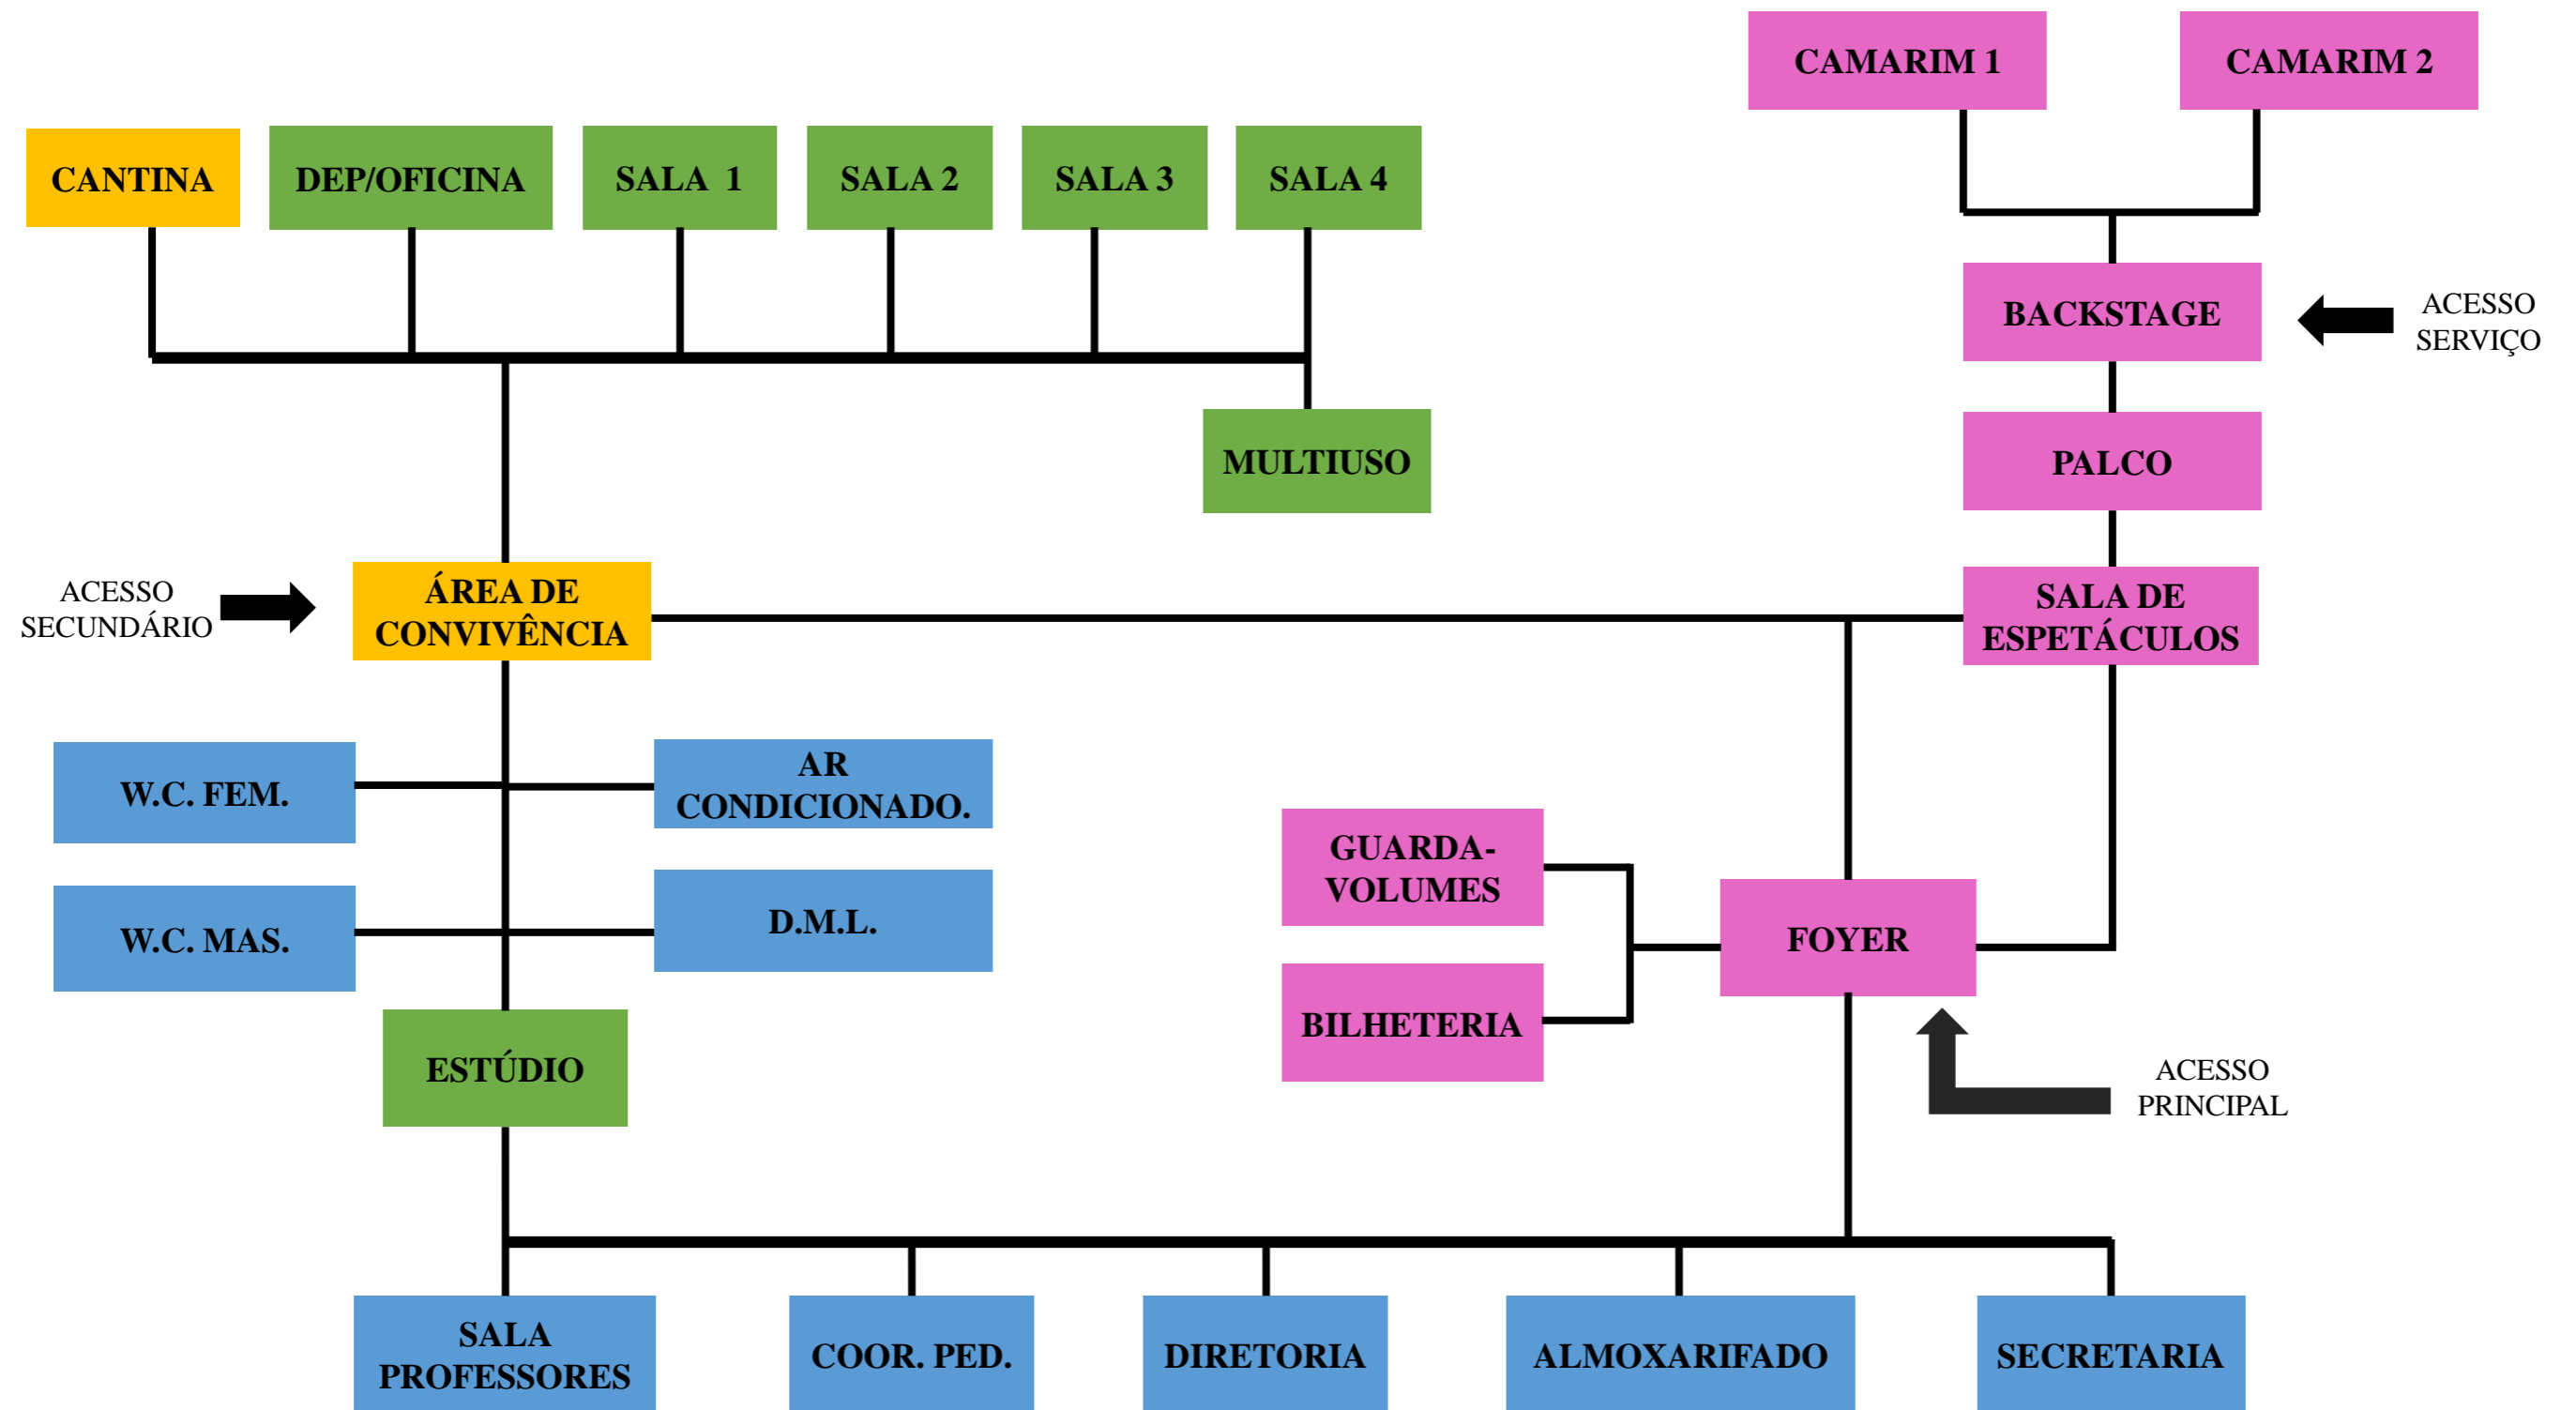 CAMARIM 1
CAMARIM 2
CANTINA
DEP/OFICINA
SALA 1
SALA 2
SALA 3
SALA 4
BACKSTAGE
ACESSO
SERVIÇO
MULTIUSO
PALCO
ACESSO
SECUNDÁRIO
ÁREA DE
CONVIVÊNCIA
SALA DE
ESPETÁCULOS
W.C. FEM.
AR
CONDICIONADO.
W.C. MAS.
D.M.L.
GUARDA-
VOLUMES
FOYER
BILHETERIA
ESTÚDIO
ACESSO
PRINCIPAL
SALA
PROFESSORES
COOR. PED.
DIRETORIA
ALMOXARIFADO
SECRETARIA